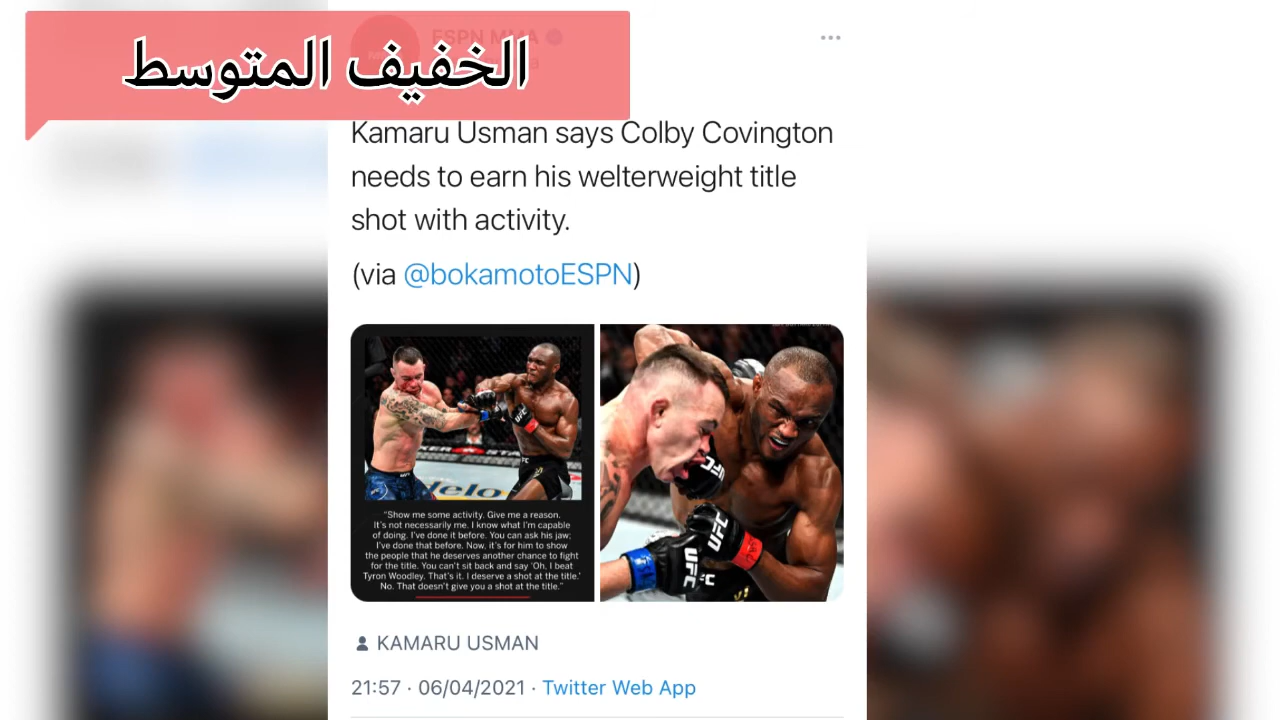 الخفيف المتوسط
ESPN MMA
Kamaru Usman says Colby Covington
needs to earn his welterweight title
shot with activity.
(via @bokamotoESPN)
"Show me some activity. Give me a reason.
It's not necessarily me. I know what I'm capable
of doing. I've done it before. You can ask his jaw;
I've done that before. Now, it's for him to show
the people that he deserves another chance to fight
for the title. You can't sit back and say 'Oh, I beat
Tyron Woodley. That's it. I deserve a shot at the title.'
No. That doesn't give you a shot at the title."
UFC
UFC
UFC
KAMARU USMAN
21:57 · 06/04/2021 · Twitter Web App